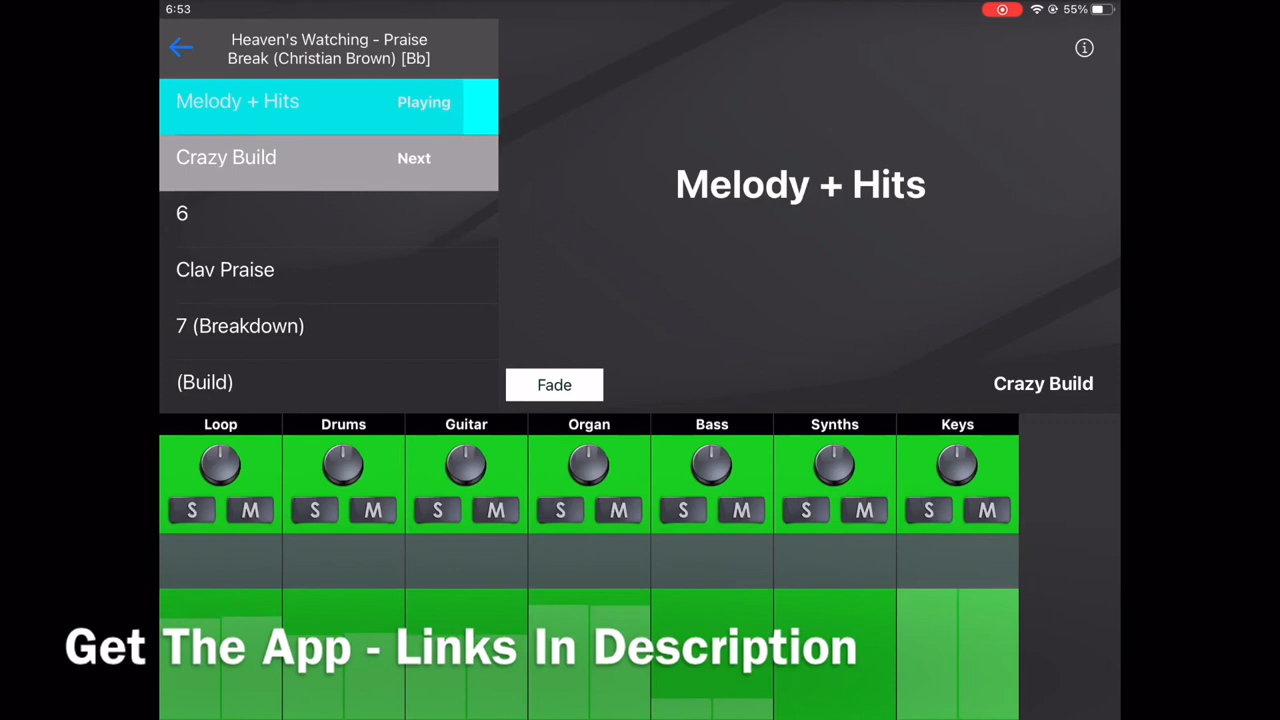 6:53
55%
Heaven's Watching - Praise
Break (Christian Brown) [Bb]
Melody + Hits Playing
Crazy Build Next
6
Clav Praise
7 (Breakdown)
(Build)
Melody + Hits
Fade
Crazy Build
Loop Drums Guitar Organ Bass Synths Keys
S M S M S M S M S M S M S M
Get The App - Links In Description